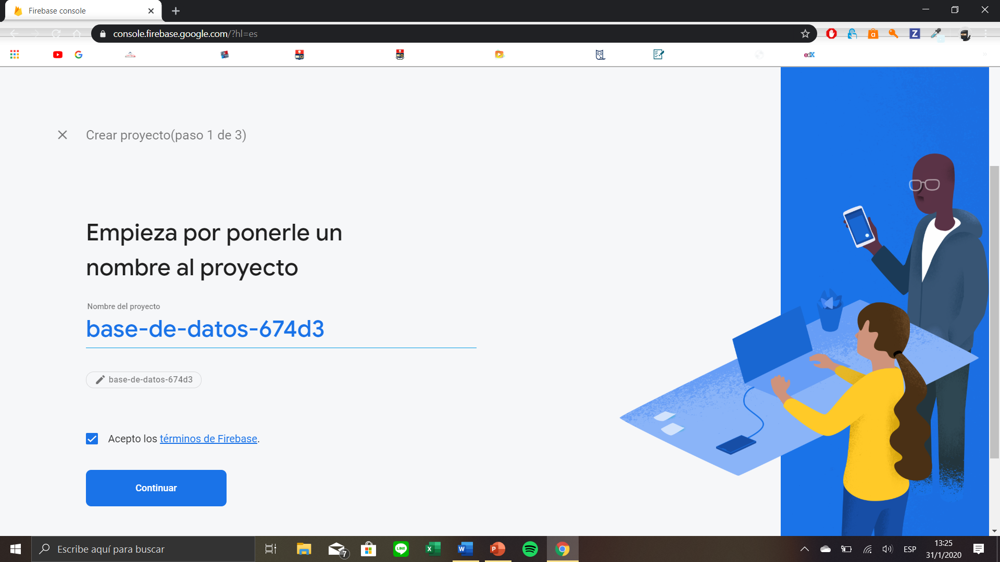 Firebase console
console.firebase.google.com/?hl=es
Crear proyecto(paso 1 de 3)
Empieza por ponerle un
nombre al proyecto
Nombre del proyecto
base-de-datos-674d3
base-de-datos-674d3
Acepto los términos de Firebase.
Continuar
Escribe aquí para buscar
7
LINE
ESP
13:25
31/1/2020